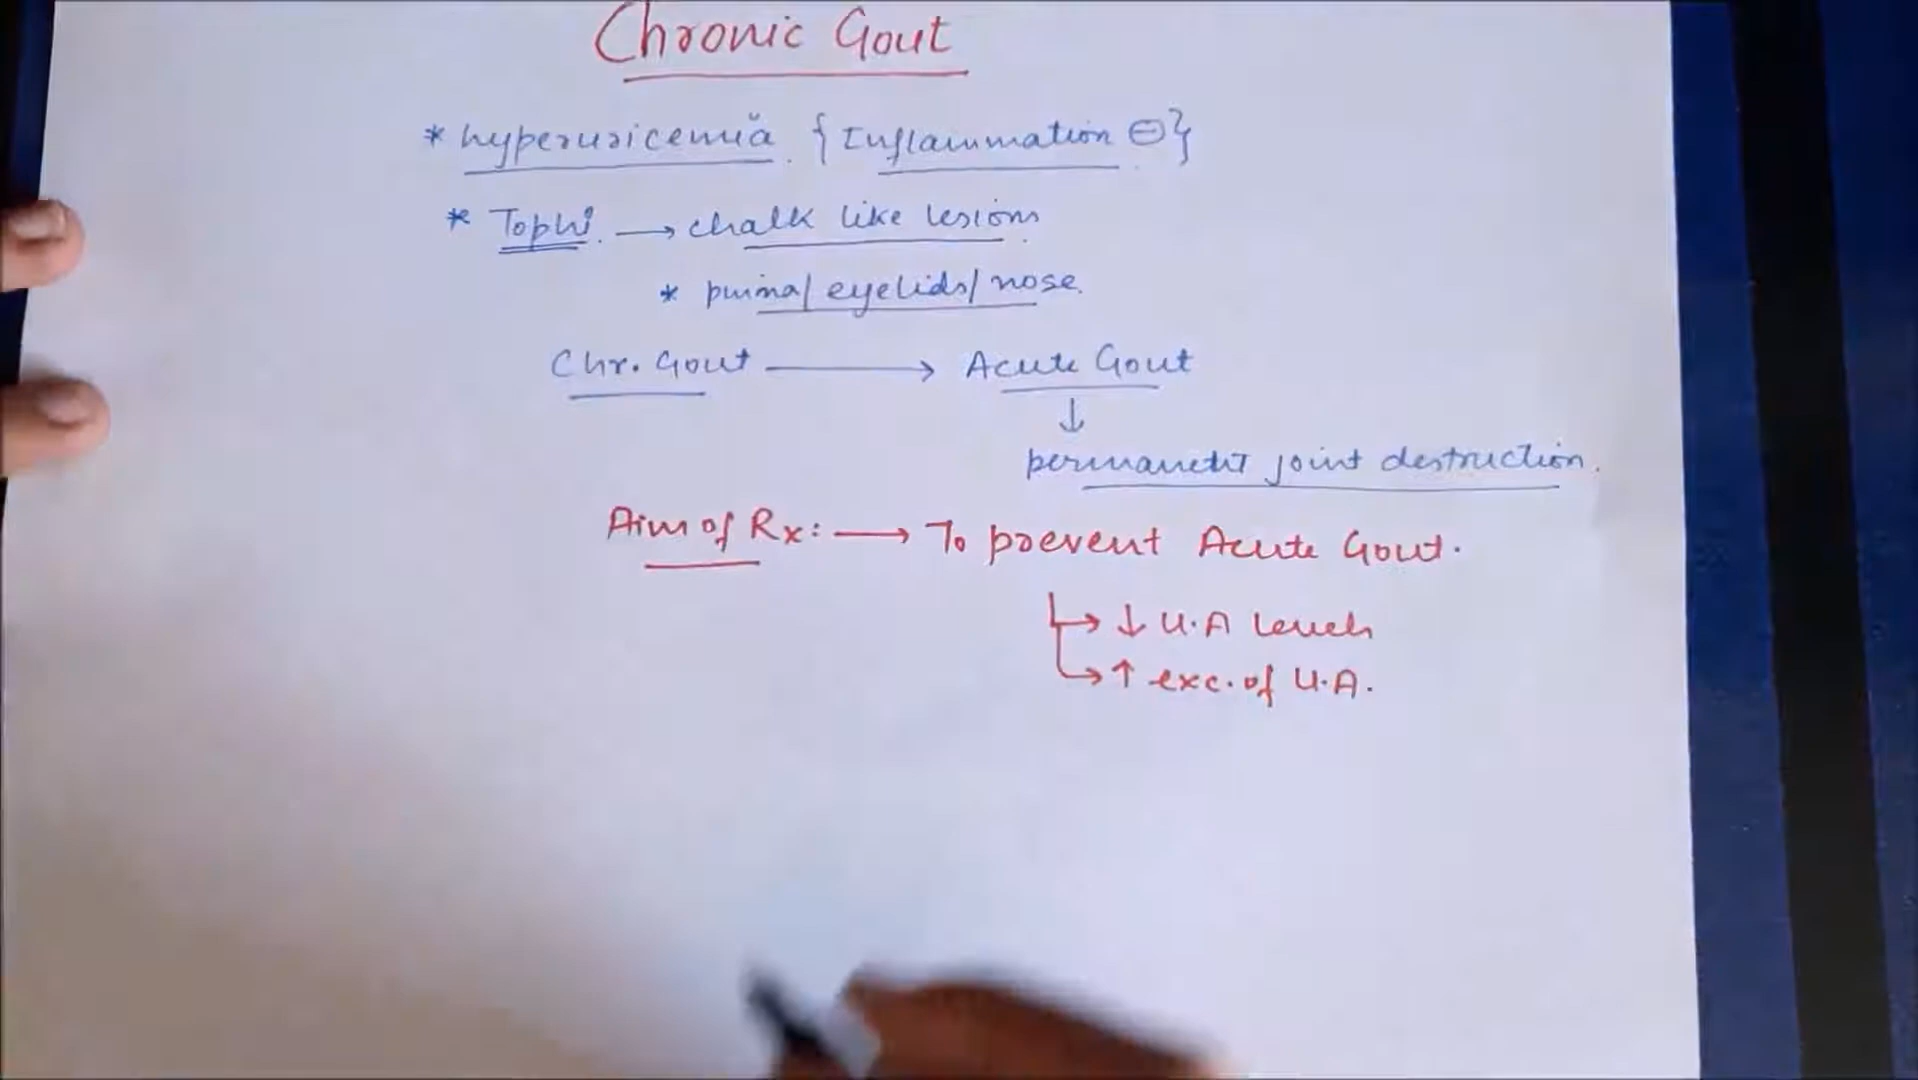 Chronic Gout
* hyperuricemia {Inflammation ⊖}
* Tophi. → chalk like lesions
* pinna/eyelids/nose.
Chr. Gout → Acute Gout
↓
permanent joint destruction.
Aim of Rx: → To prevent Acute Gout.
→ ↓ U.A levels
→ ↑ exc. of U.A.